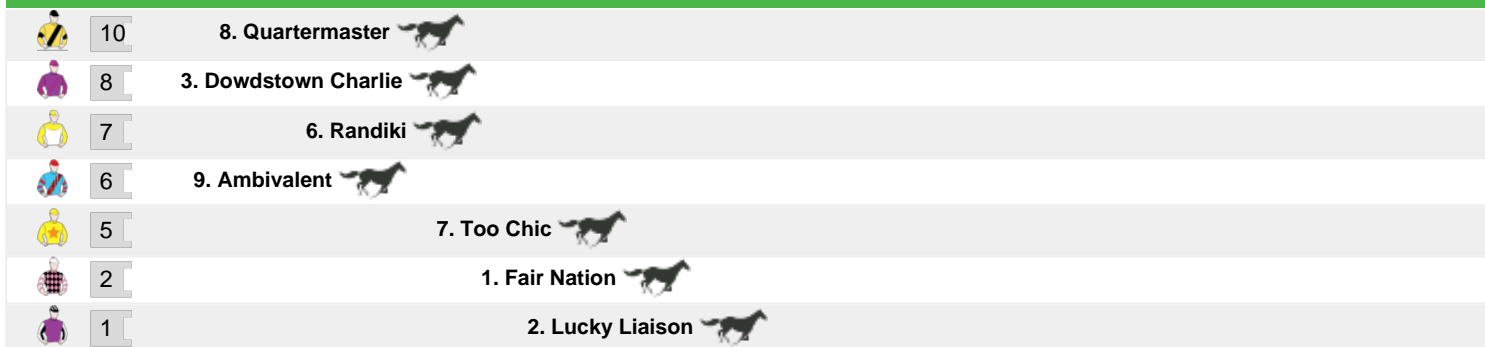 10 8. Quartermaster
8 3. Dowdstown Charlie
7 6. Randiki
6 9. Ambivalent
5 7. Too Chic
2 1. Fair Nation
1 2. Lucky Liaison